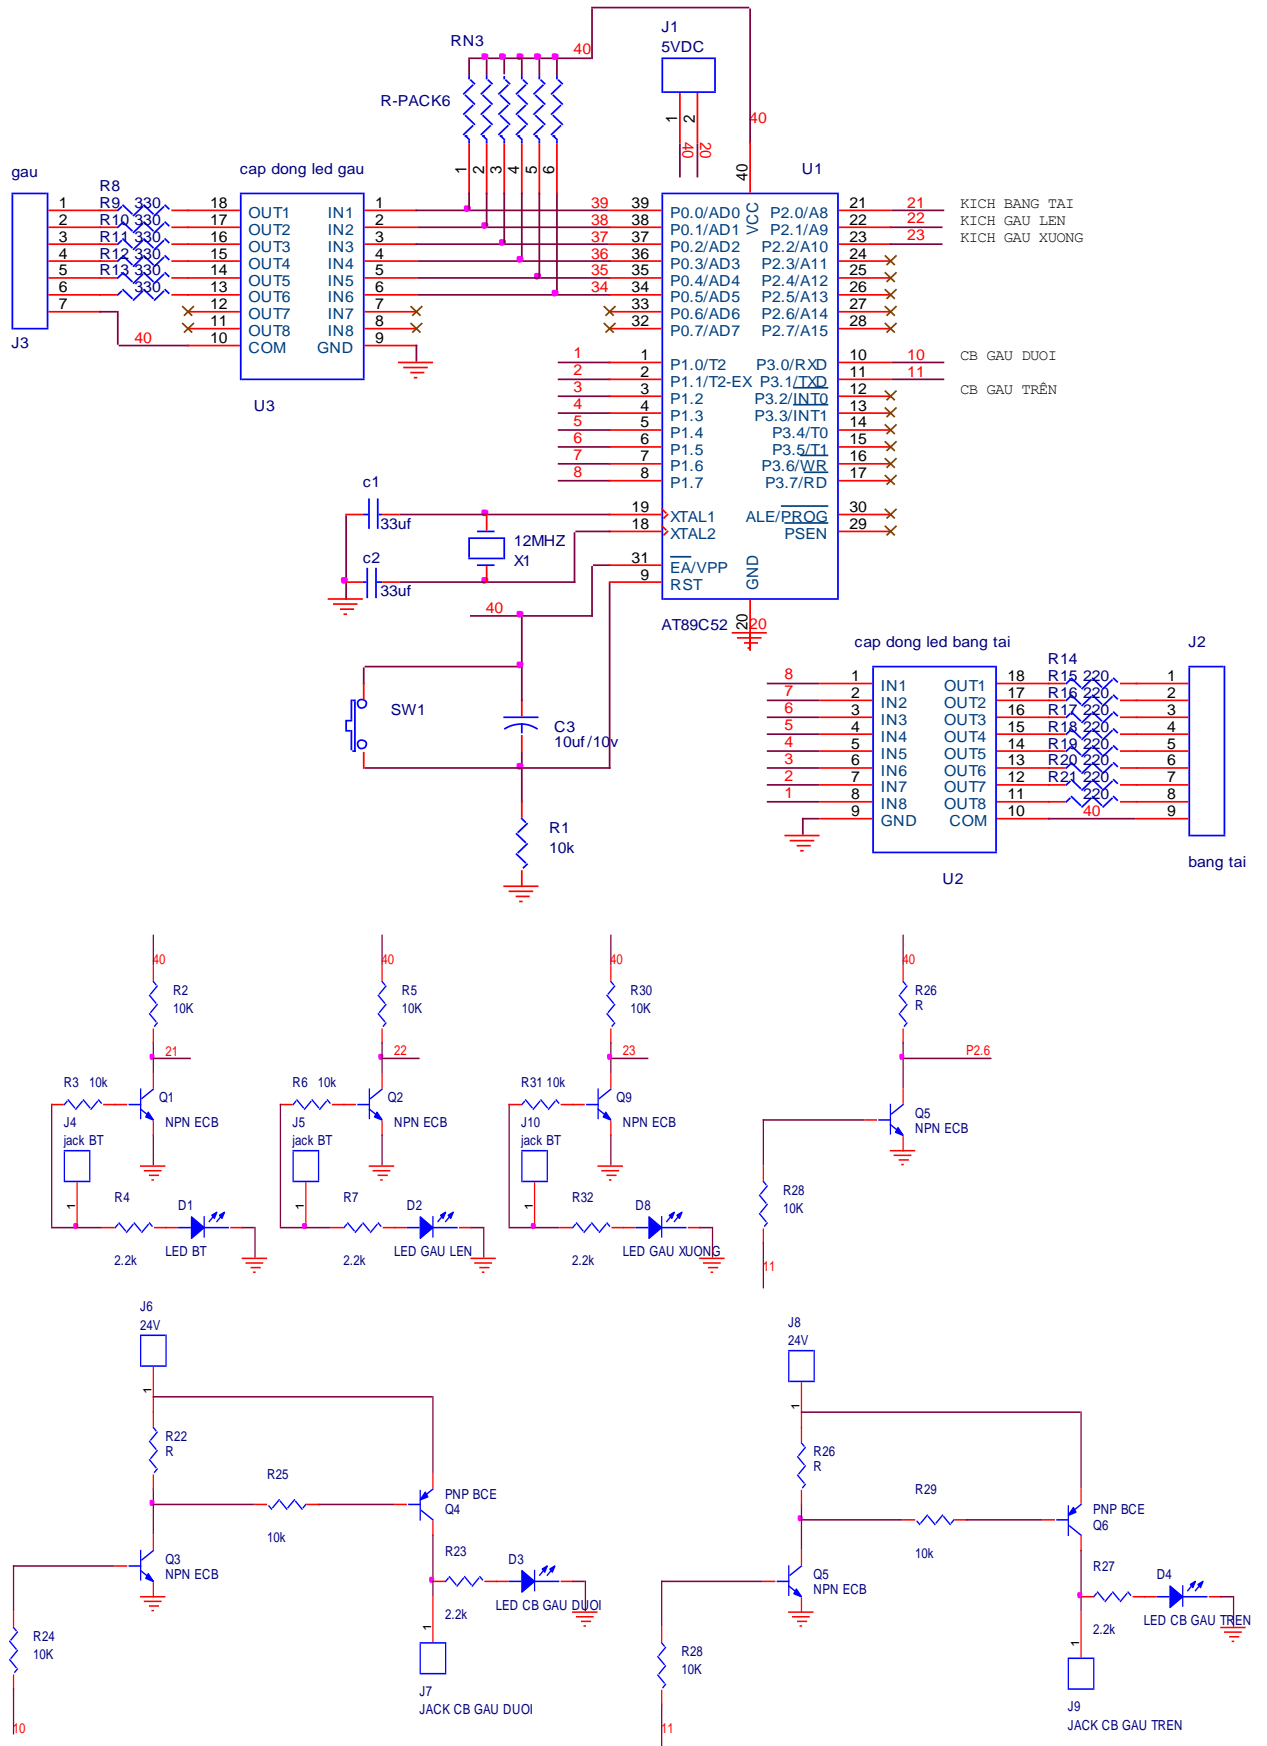 RN3
R-PACK6
40
J1
5VDC
1
2
40
20
40
40
U1
gau
cap dong led gau
1
2
3
4
5
6
R8
R9 330
R10 330
R11 330
R12 330
R13 330
330
1
2
3
4
5
6
7
J3
40
18 OUT1 IN1 1
17 OUT2 IN2 2
16 OUT3 IN3 3
15 OUT4 IN4 4
14 OUT5 IN5 5
13 OUT6 IN6 6
12 OUT7 IN7 7
11 OUT8 IN8 8
10 COM GND 9
U3
39 39 P0.0/AD0 VCC P2.0/A8 21 21 KICH BANG TAI
38 38 P0.1/AD1 P2.1/A9 22 22 KICH GAU LEN
37 37 P0.2/AD2 P2.2/A10 23 23 KICH GAU XUONG
36 36 P0.3/AD3 P2.3/A11 24
35 35 P0.4/AD4 P2.4/A12 25
34 34 P0.5/AD5 P2.5/A13 26
33 P0.6/AD6 P2.6/A14 27
32 P0.7/AD7 P2.7/A15 28
1 1 P1.0/T2 P3.0/RXD 10 10 CB GAU DUOI
2 2 P1.1/T2-EX P3.1/TXD 11 11 CB GAU TRÊN
3 3 P1.2 P3.2/INT0 12
4 4 P1.3 P3.3/INT1 13
5 5 P1.4 P3.4/T0 14
6 6 P1.5 P3.5/T1 15
7 7 P1.6 P3.6/WR 16
8 8 P1.7 P3.7/RD 17
19 XTAL1 ALE/PROG 30
18 XTAL2 PSEN 29
31 EA/VPP
9 RST
GND
20
20
AT89C52
c1
33uf
12MHZ
X1
c2
33uf
40
SW1
C3
10uf/10v
R1
10k
cap dong led bang tai
J2
8 1 IN1 OUT1 18
7 2 IN2 OUT2 17
6 3 IN3 OUT3 16
5 4 IN4 OUT4 15
4 5 IN5 OUT5 14
3 6 IN6 OUT6 13
2 7 IN7 OUT7 12
1 8 IN8 OUT8 11
9 GND COM 10
U2
R14
R15 220
R16 220
R17 220
R18 220
R19 220
R20 220
R21 220
220
40
1
2
3
4
5
6
7
8
9
bang tai
40
R2
10K
21
R3 10k
Q1
NPN ECB
J4
jack BT
1
R4
2.2k
D1
LED BT
40
R5
10K
22
R6 10k
Q2
NPN ECB
J5
jack BT
1
R7
2.2k
D2
LED GAU LEN
40
R30
10K
23
R31 10k
Q9
NPN ECB
J10
jack BT
1
R32
2.2k
D8
LED GAU XUONG
40
R26
R
P2.6
Q5
NPN ECB
R28
10K
11
J6
24V
1
R22
R
R25
10k
PNP BCE
Q4
Q3
NPN ECB
R23
2.2k
D3
LED CB GAU DUOI
R24
10K
10
1
J7
JACK CB GAU DUOI
J8
24V
1
R26
R
R29
10k
PNP BCE
Q6
Q5
NPN ECB
R27
2.2k
D4
LED CB GAU TREN
R28
10K
11
1
J9
JACK CB GAU TREN